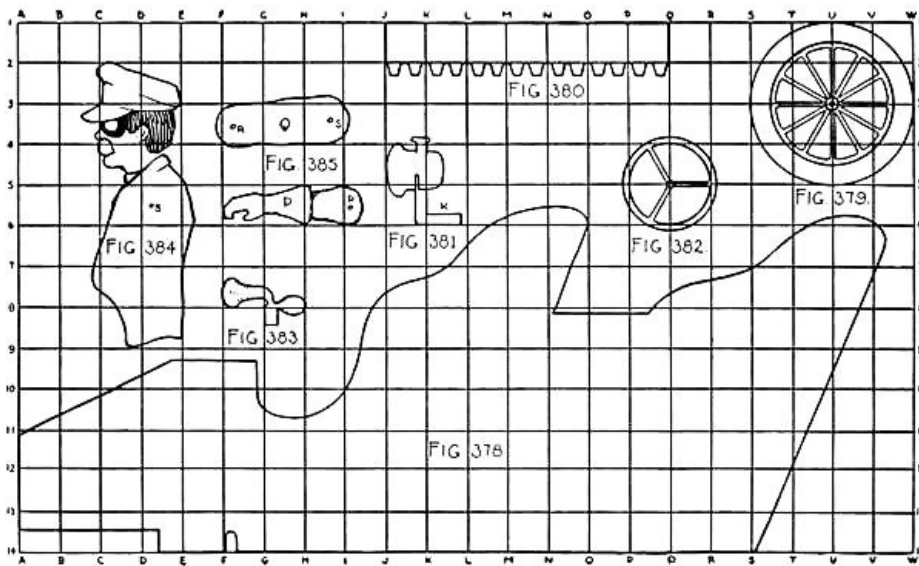 A B C D E F G H I J K L M N O P Q R S T U V W
1
2
FIG 380
3
R S
FIG. 385
4
5
D D
K
S
FIG 379.
6
FIG 384
FIG 381
FIG 382.
7
8
FIG 383
9
10
11
FIG 378
12
13
14
A B C D E F G H I J K L M N O P Q R S T U V W